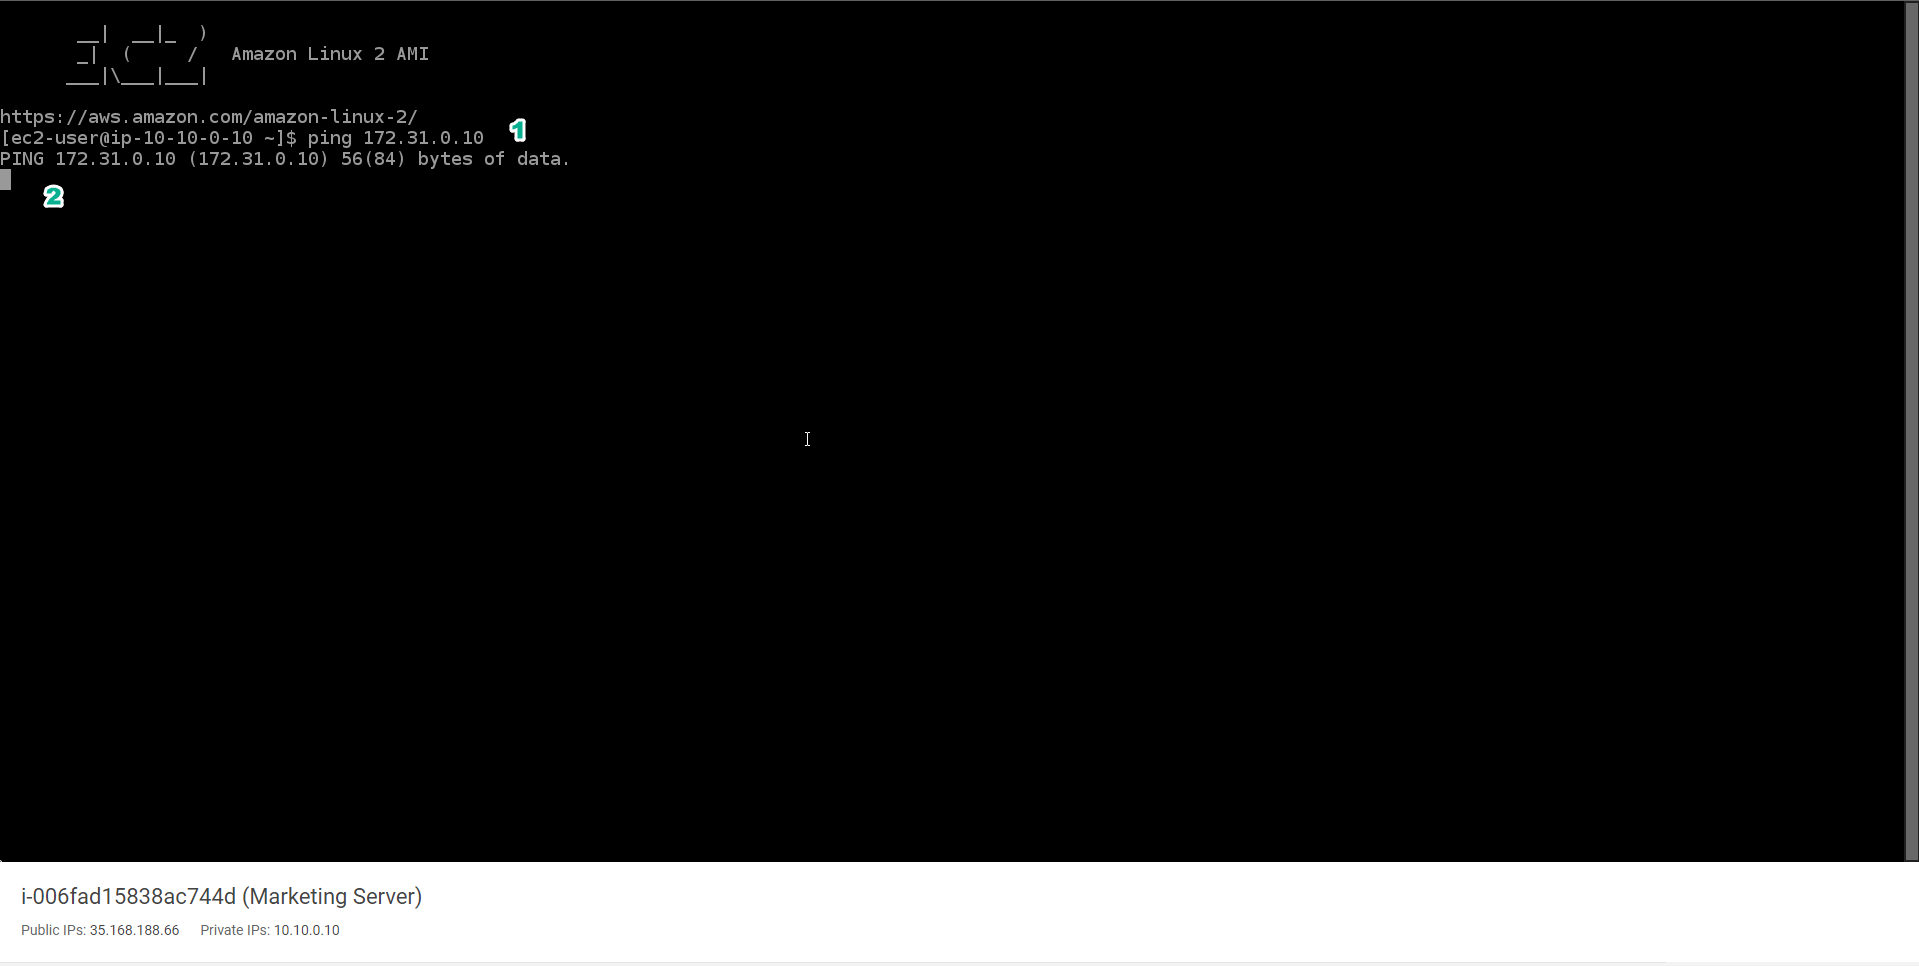 __|  __|_  )
_|  (     /   Amazon Linux 2 AMI
___|\___|___|
https://aws.amazon.com/amazon-linux-2/
[ec2-user@ip-10-10-0-10 ~]$ ping 172.31.0.10 1
PING 172.31.0.10 (172.31.0.10) 56(84) bytes of data.
2
i-006fad15838ac744d (Marketing Server)
Public IPs: 35.168.188.66 Private IPs: 10.10.0.10